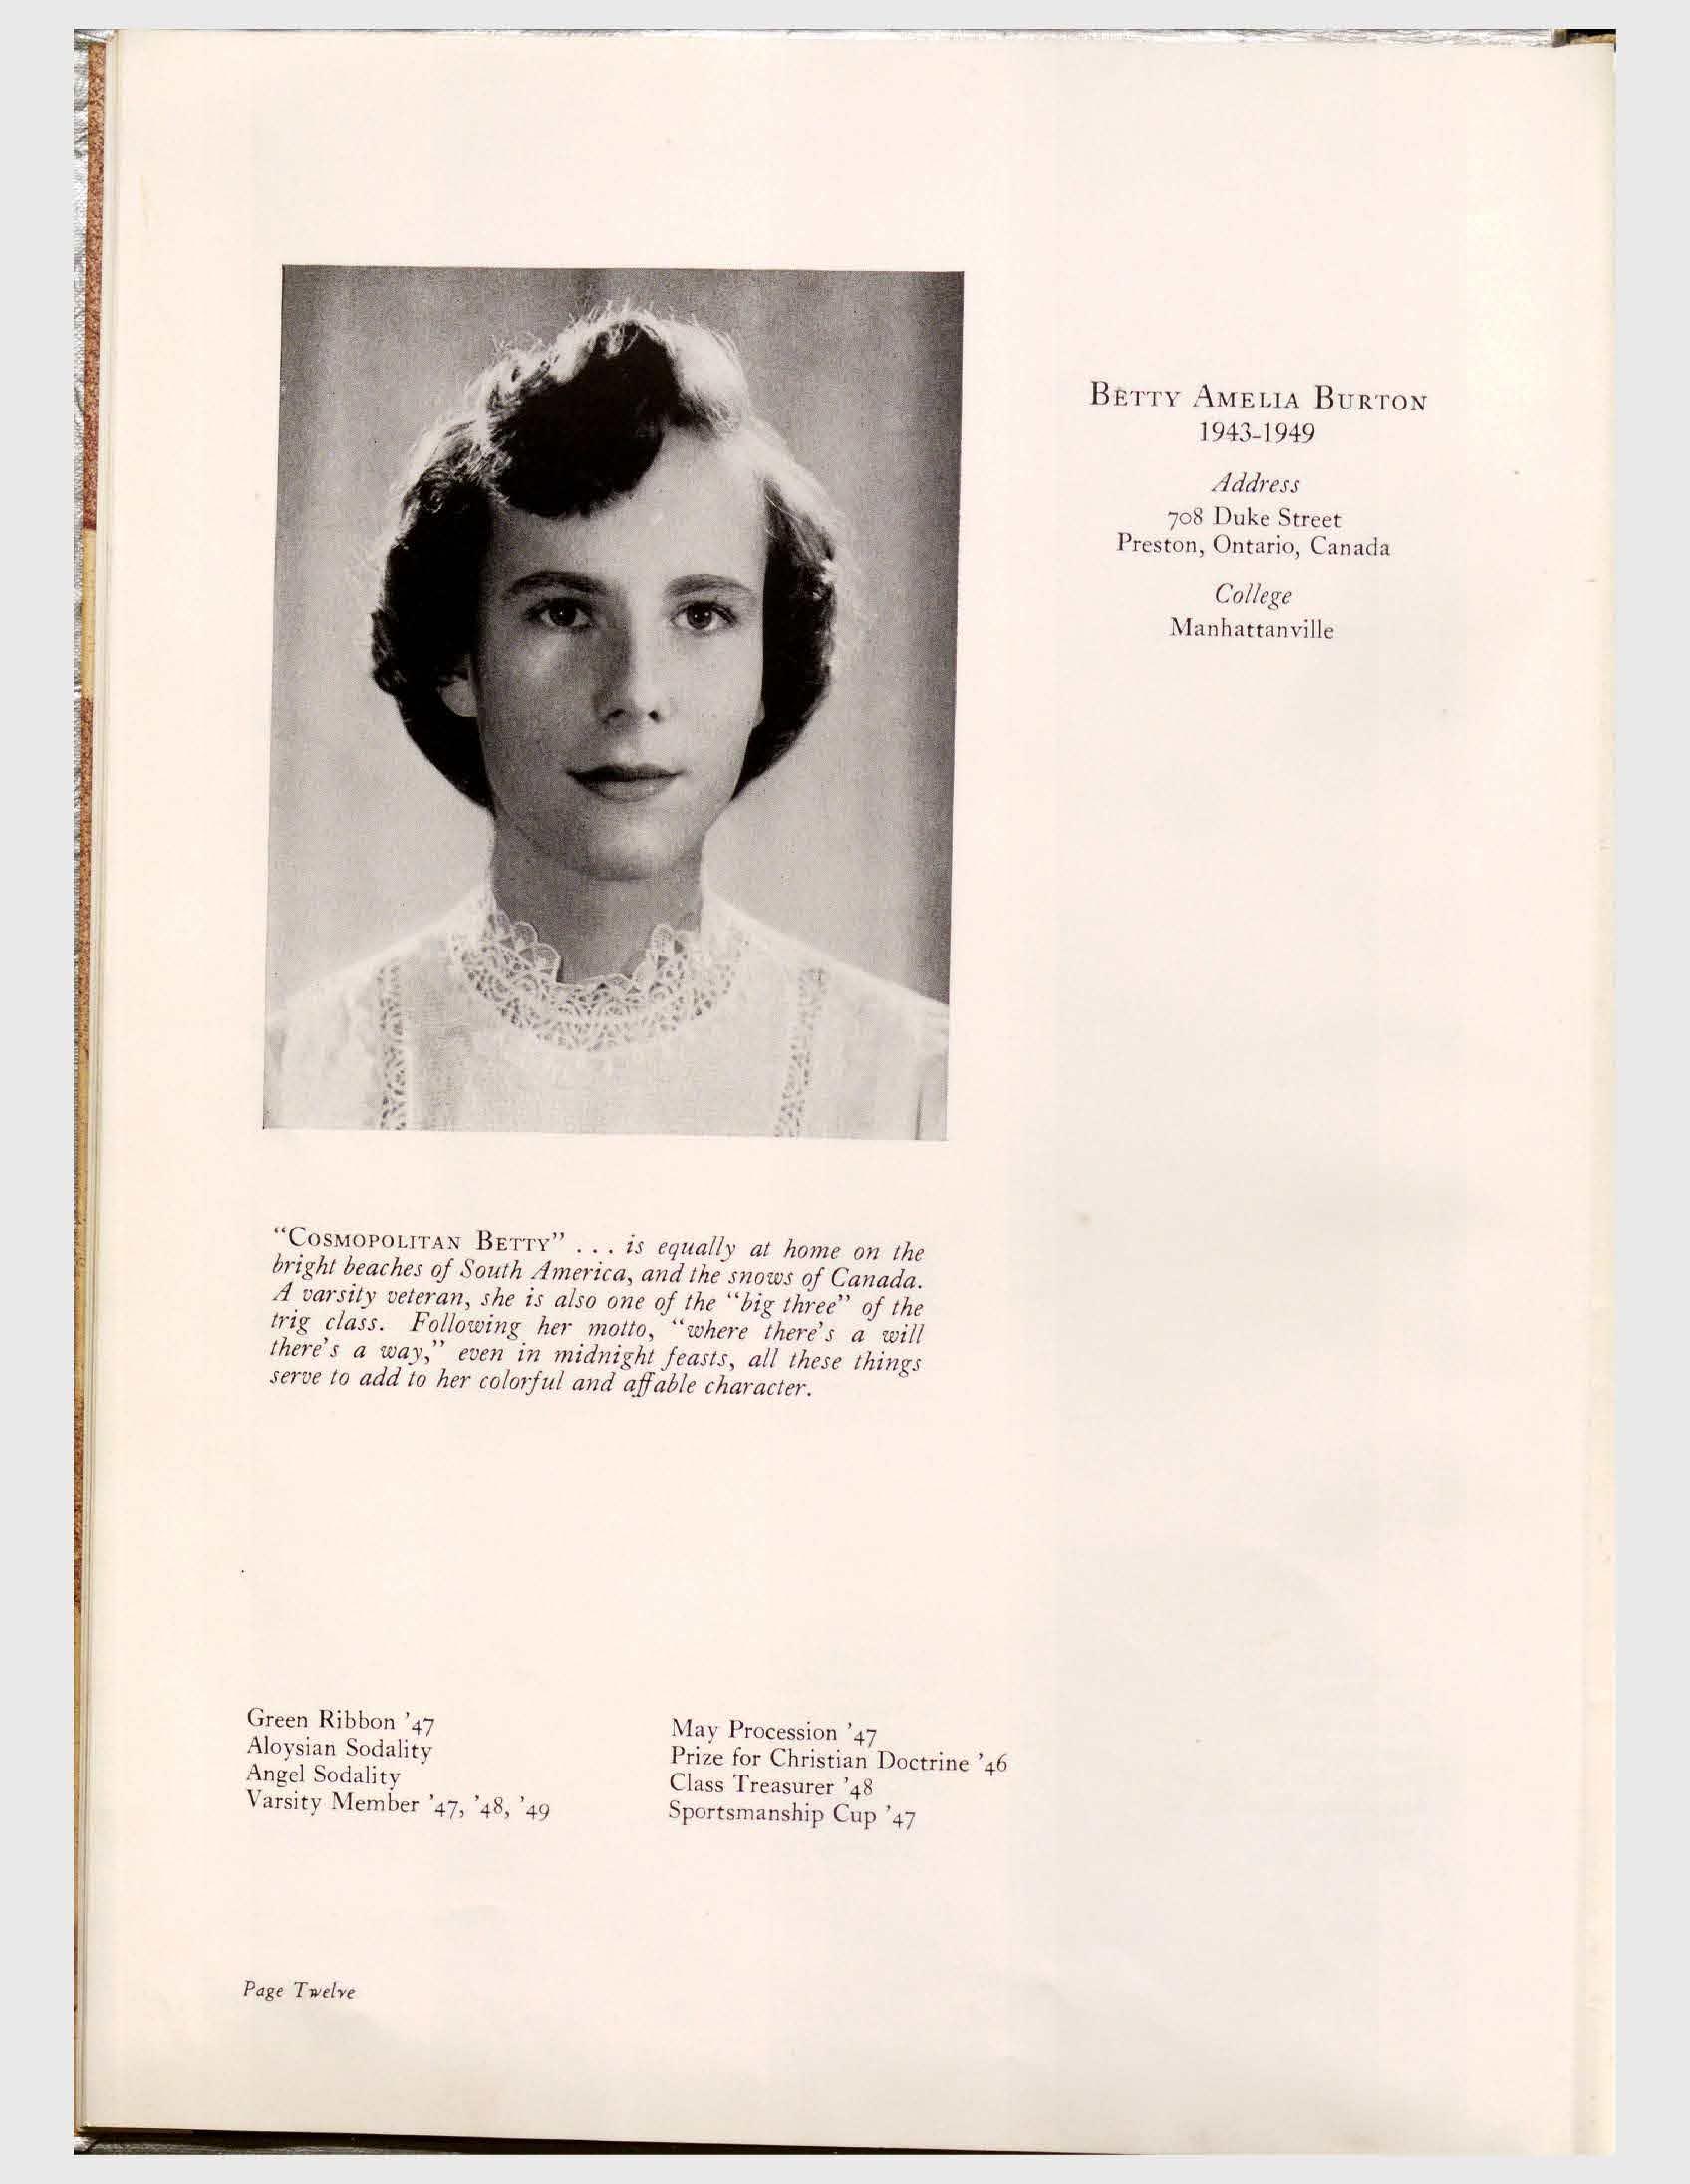 BETTY AMELIA BURTON
1943-1949
Address
708 Duke Street
Preston, Ontario, Canada
College
Manhattanville
"COSMOPOLITAN BETTY" . . . is equally at home on the
bright beaches of South America, and the snows of Canada.
A varsity veteran, she is also one of the "big three" of the
trig class. Following her motto, "where there's a will
there's a way," even in midnight feasts, all these things
serve to add to her colorful and affable character.
Green Ribbon '47
Aloysian Sodality
Angel Sodality
Varsity Member '47, '48, '49
May Procession '47
Prize for Christian Doctrine '46
Class Treasurer '48
Sportsmanship Cup '47
Page Twelve